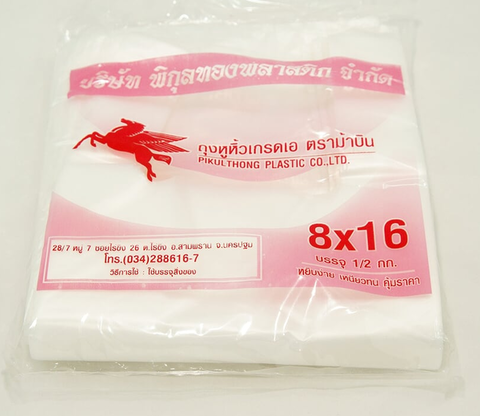 บริษัท พิกุลทองพลาสติก จำกัด
ถุงหูหิ้วเกรดเอ ตราม้าบิน
PIKULTHONG PLASTIC CO.,LTD.
28/7 หมู่ 7 ซอยไร่ขิง 26 ต.ไร่ขิง อ.สามพราน จ.นครปฐม
โทร.(034)288616-7
วิธีการใช้ : ใช้บรรจุสิ่งของ
8x16
บรรจุ 1/2 กก.
หยิบง่าย เหนียวทน คุ้มราคา